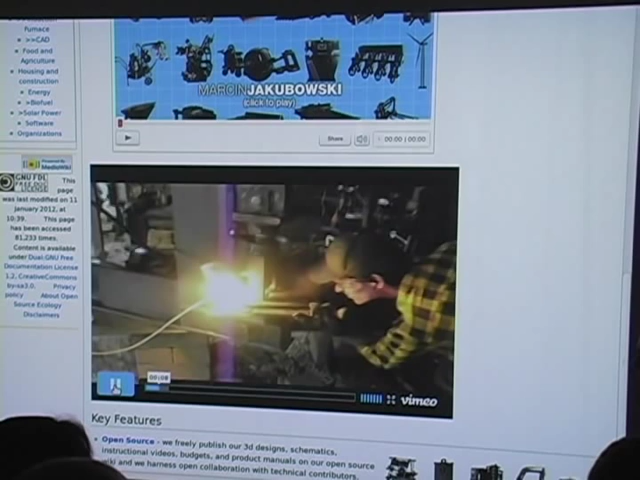 Furnace
>>CAD
Food and
Agriculture
Housing and
construction
Energy
>Biofuel
>Solar Power
Software
Organizations
Powered By
MediaWiki
GNU FDL
FREE DOC
LICENSE
This
page
was last modified on 11
January 2012, at
10:39. This page
has been accessed
81,233 times.
Content is available
under Dual:GNU Free
Documentation License
1.2, CreativeCommons
by-sa3.0. Privacy
policy About Open
Source Ecology
Disclaimers
MARCINJAKUBOWSKI
(click to play)
Share
00:00 | 00:00
00:08
vimeo
Key Features
Open Source - we freely publish our 3d designs, schematics,
instructional videos, budgets, and product manuals on our open source
wiki and we harness open collaboration with technical contributors.